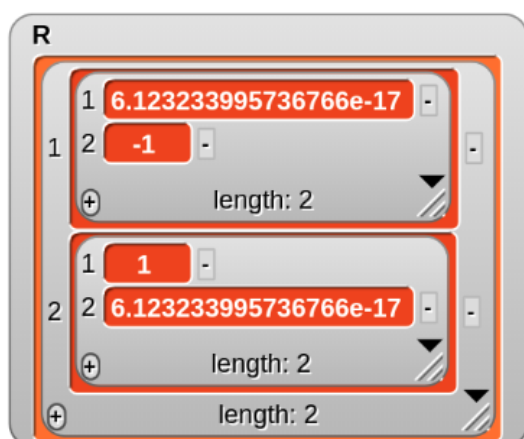 R
1
1 6.123233995736766e-17 -
2 -1 -
+ length: 2
-
2
1 1 -
2 6.123233995736766e-17 -
+ length: 2
-
+ length: 2